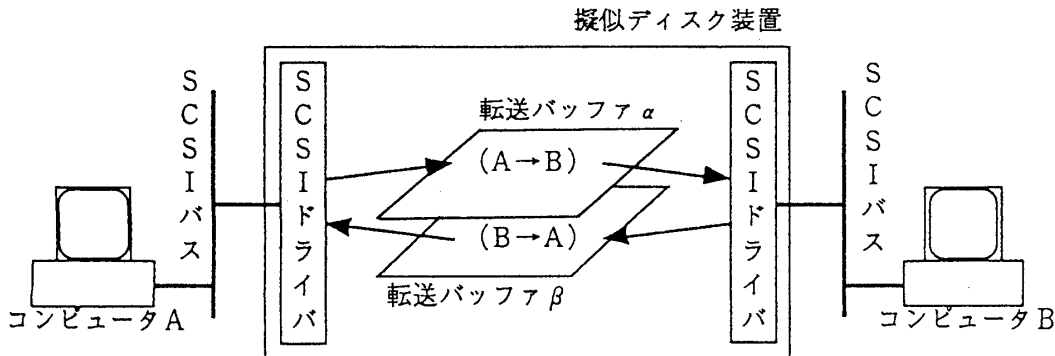 擬似ディスク装置
SCSIバス
SCSIドライバ
転送バッファα
(A→B)
(B→A)
転送バッファβ
SCSIドライバ
SCSIバス
コンピュータA
コンピュータB